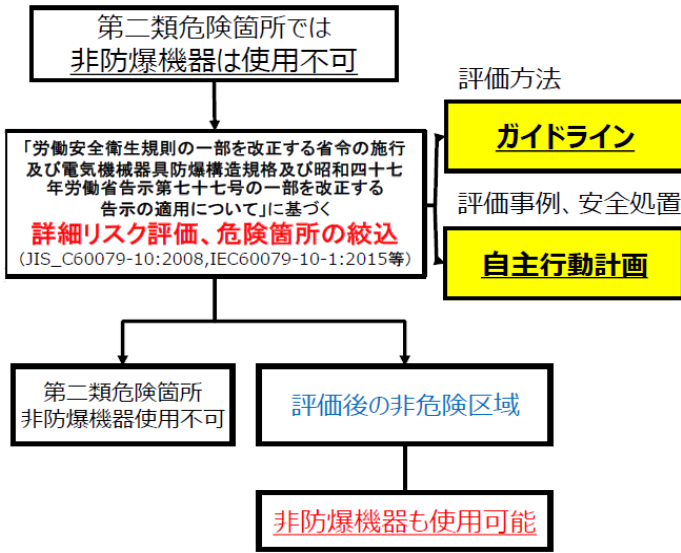 第二類危険箇所では
非防爆機器は使用不可
評価方法
ガイドライン
「労働安全衛生規則の一部を改正する省令の施行
及び電気機械器具防爆構造規格及び昭和四十七
年労働省告示第七十七号の一部を改正する
告示の適用について」に基づく
詳細リスク評価、危険箇所の絞込
（JIS_C60079-10:2008,IEC60079-10-1:2015等）
評価事例、安全処置
自主行動計画
第二類危険箇所
非防爆機器使用不可
評価後の非危険区域
非防爆機器も使用可能